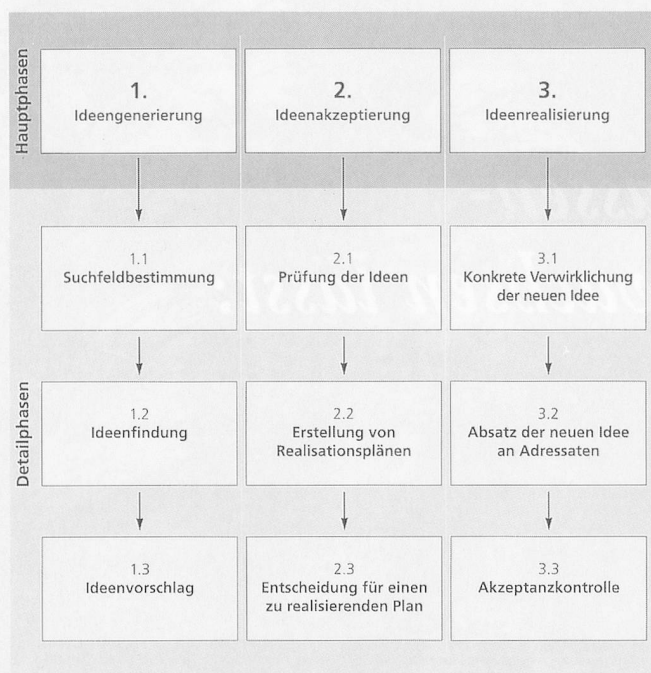 Hauptphasen
1.
Ideengenerierung
2.
Ideenakzeptierung
3.
Ideenrealisierung
Detailphasen
1.1
Suchfeldbestimmung
2.1
Prüfung der Ideen
3.1
Konkrete Verwirklichung
der neuen Idee
1.2
Ideenfindung
2.2
Erstellung von
Realisationsplänen
3.2
Absatz der neuen Idee
an Adressaten
1.3
Ideenvorschlag
2.3
Entscheidung für einen
zu realisierenden Plan
3.3
Akzeptanzkontrolle